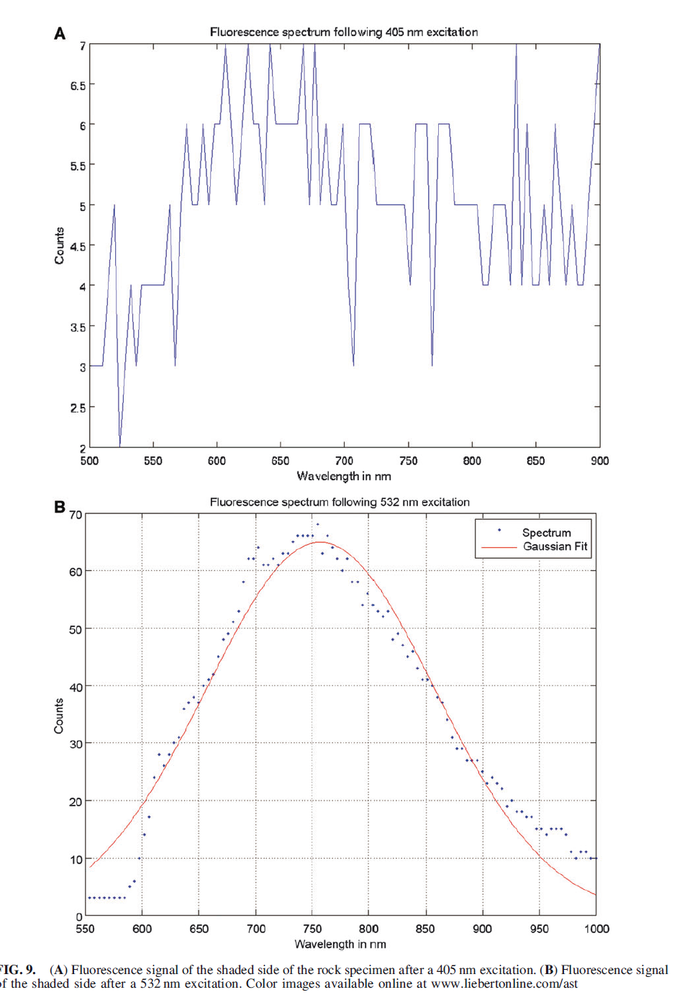 A
Fluorescence spectrum following 405 nm excitation
7
6.5
6
5.5
5
4.5
4
3.5
3
2.5
2
Counts
500 550 600 650 700 750 800 850 900
Wavelength in nm
B
Fluorescence spectrum following 532 nm excitation
70
60
50
40
30
20
10
0
Counts
Spectrum
Gaussian Fit
550 600 650 700 750 800 850 900 950 1000
Wavelength in nm
FIG. 9. (A) Fluorescence signal of the shaded side of the rock specimen after a 405 nm excitation. (B) Fluorescence signal
of the shaded side after a 532 nm excitation. Color images available online at www.liebertonline.com/ast